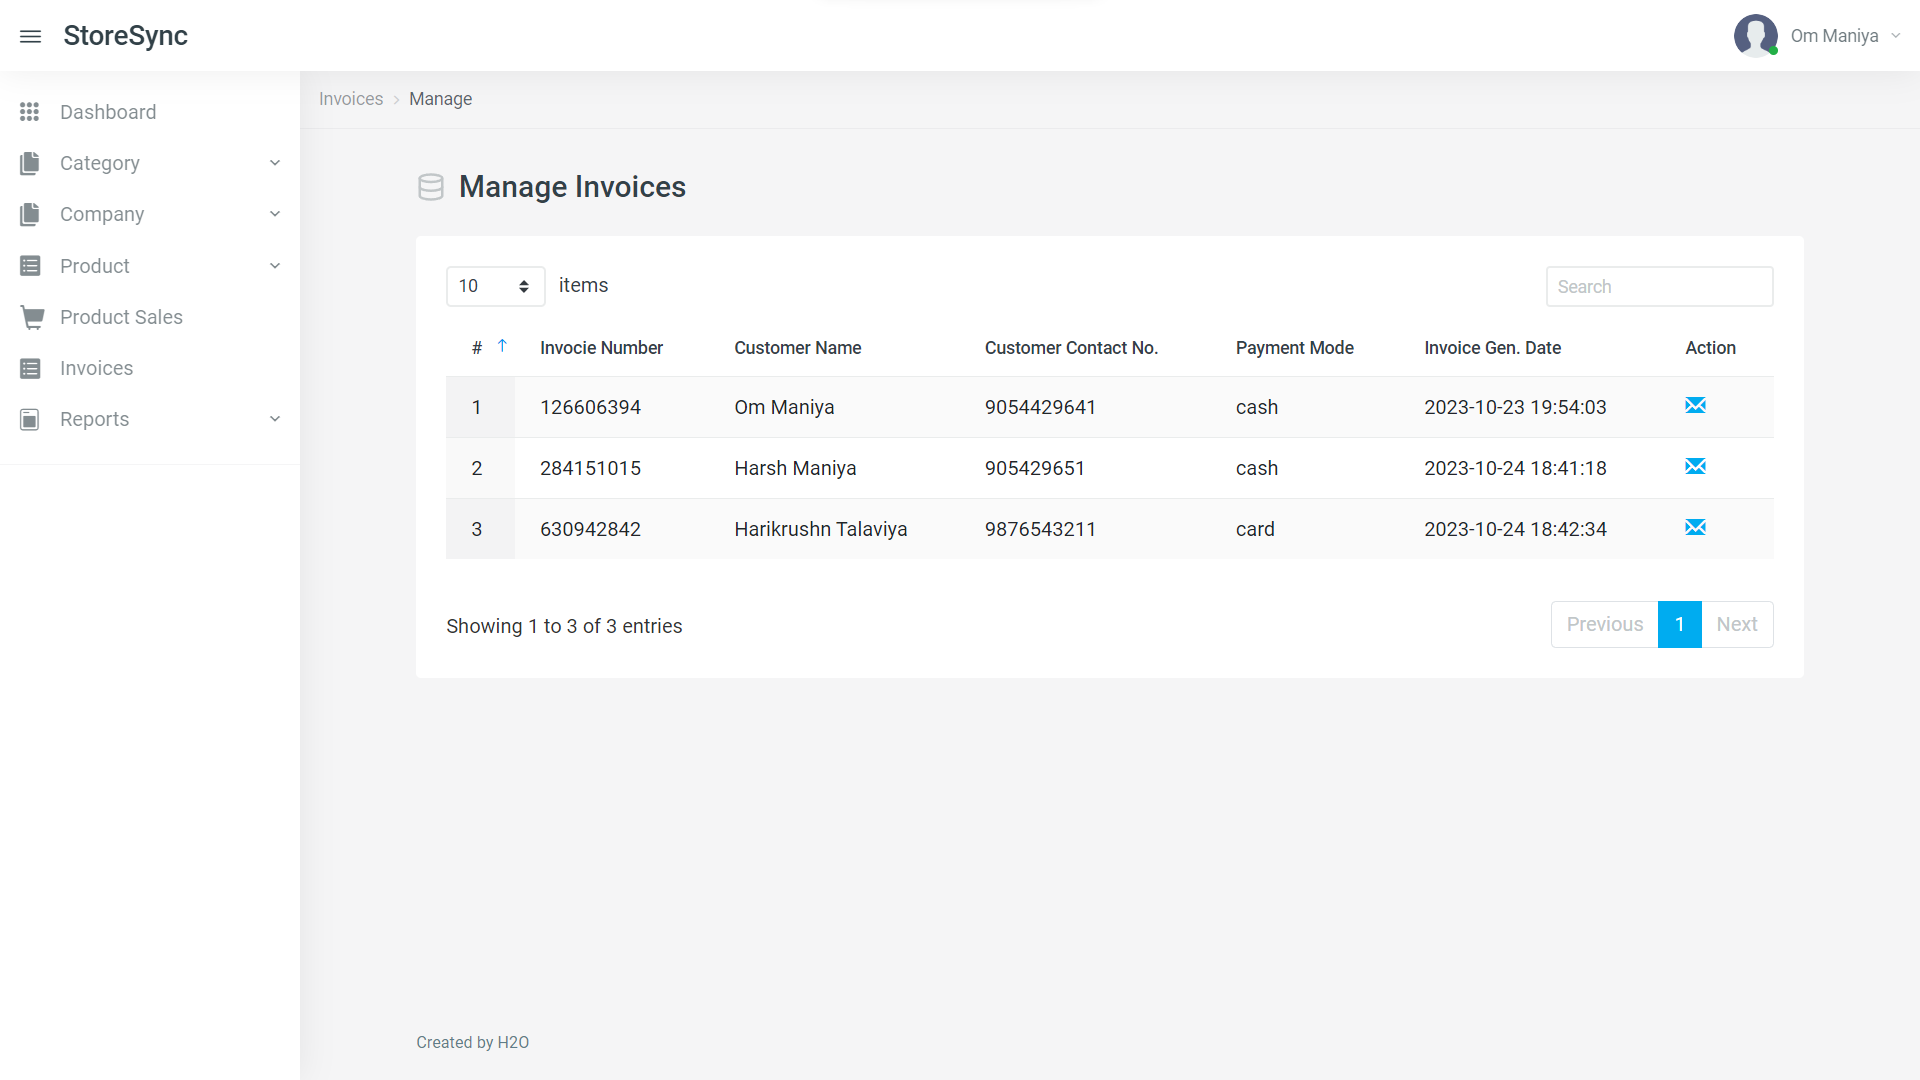 StoreSync
Om Maniya
Dashboard
Category
Company
Product
Product Sales
Invoices
Reports
Invoices > Manage
Manage Invoices
10 items
Search
# Invocie Number Customer Name Customer Contact No. Payment Mode Invoice Gen. Date Action
1 126606394 Om Maniya 9054429641 cash 2023-10-23 19:54:03
2 284151015 Harsh Maniya 905429651 cash 2023-10-24 18:41:18
3 630942842 Harikrushn Talaviya 9876543211 card 2023-10-24 18:42:34
Showing 1 to 3 of 3 entries
Previous 1 Next
Created by H2O